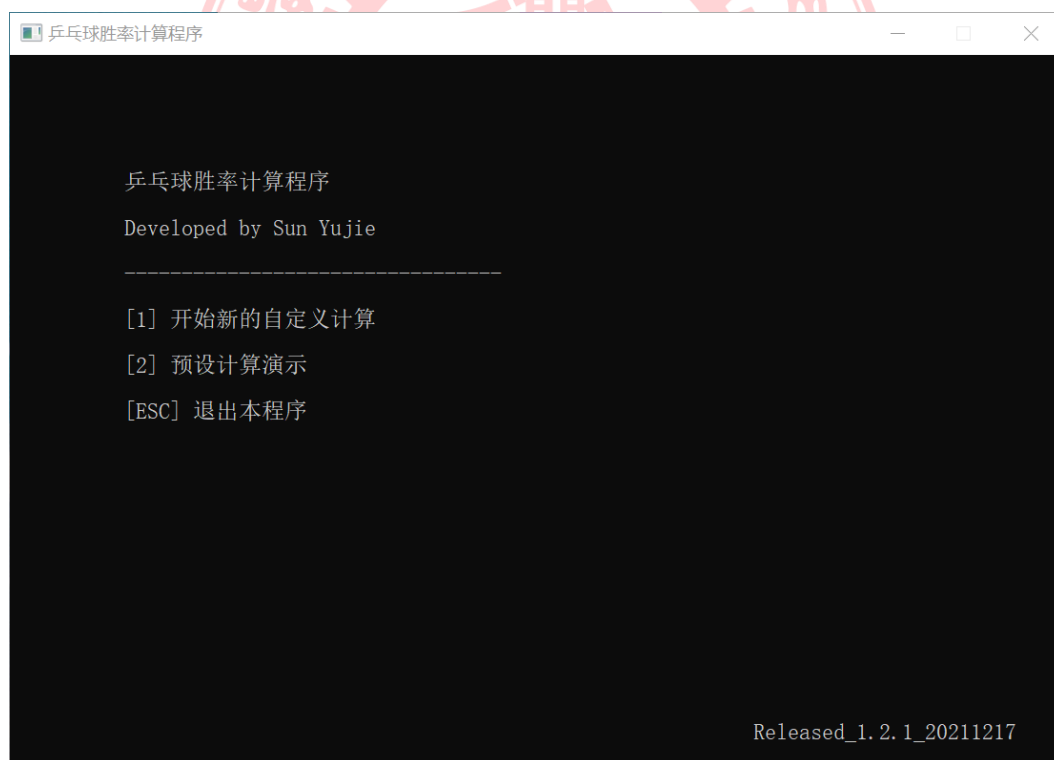 乒乓球胜率计算程序
乒乓球胜率计算程序
Developed by Sun Yujie
---------------------------------
[1] 开始新的自定义计算
[2] 预设计算演示
[ESC] 退出本程序
Released_1.2.1_20211217